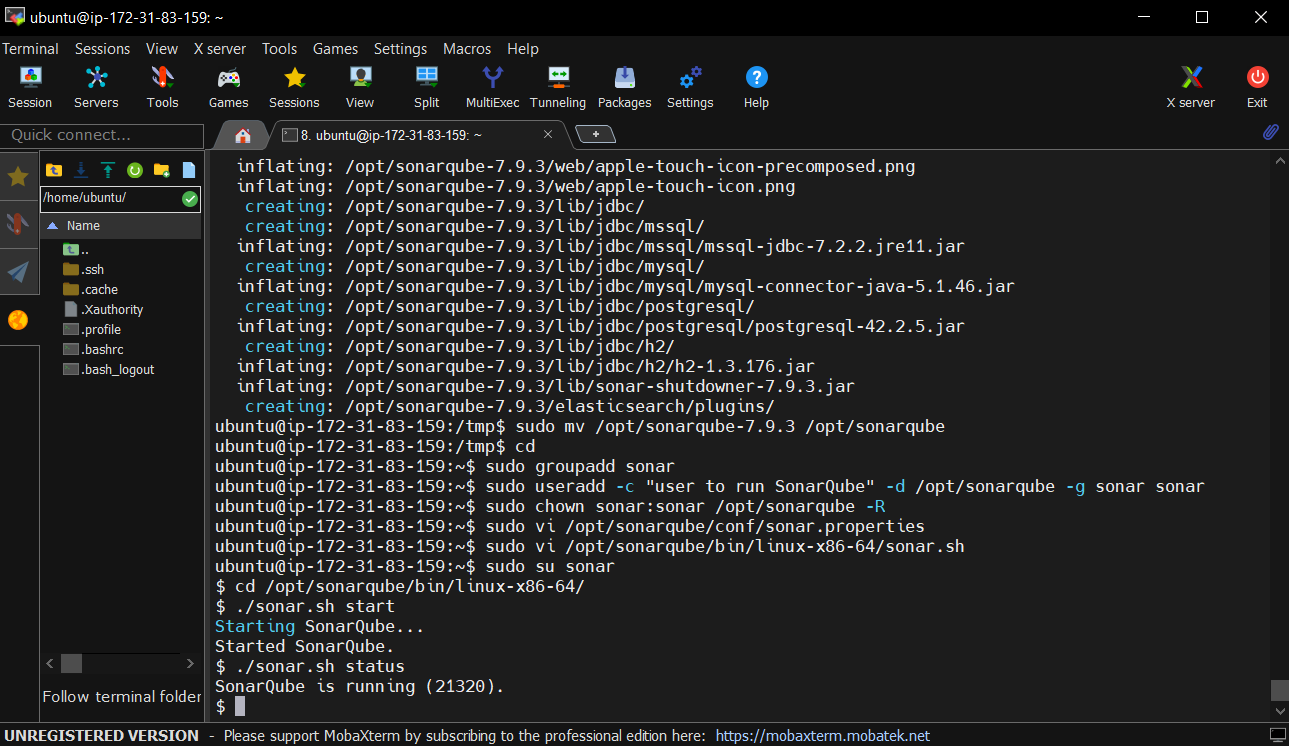 ubuntu@ip-172-31-83-159: ~
Terminal Sessions View X server Tools Games Settings Macros Help
Session Servers Tools Games Sessions View Split MultiExec Tunneling Packages Settings Help X server Exit
Quick connect...
8. ubuntu@ip-172-31-83-159: ~
/home/ubuntu/
Name
..
.ssh
.cache
.Xauthority
.profile
.bashrc
.bash_logout
Follow terminal folder
inflating: /opt/sonarqube-7.9.3/web/apple-touch-icon-precomposed.png
inflating: /opt/sonarqube-7.9.3/web/apple-touch-icon.png
creating: /opt/sonarqube-7.9.3/lib/jdbc/
creating: /opt/sonarqube-7.9.3/lib/jdbc/mssql/
inflating: /opt/sonarqube-7.9.3/lib/jdbc/mssql/mssql-jdbc-7.2.2.jre11.jar
creating: /opt/sonarqube-7.9.3/lib/jdbc/mysql/
inflating: /opt/sonarqube-7.9.3/lib/jdbc/mysql/mysql-connector-java-5.1.46.jar
creating: /opt/sonarqube-7.9.3/lib/jdbc/postgresql/
inflating: /opt/sonarqube-7.9.3/lib/jdbc/postgresql/postgresql-42.2.5.jar
creating: /opt/sonarqube-7.9.3/lib/jdbc/h2/
inflating: /opt/sonarqube-7.9.3/lib/jdbc/h2/h2-1.3.176.jar
inflating: /opt/sonarqube-7.9.3/lib/sonar-shutdowner-7.9.3.jar
creating: /opt/sonarqube-7.9.3/elasticsearch/plugins/
ubuntu@ip-172-31-83-159:/tmp$ sudo mv /opt/sonarqube-7.9.3 /opt/sonarqube
ubuntu@ip-172-31-83-159:/tmp$ cd
ubuntu@ip-172-31-83-159:~$ sudo groupadd sonar
ubuntu@ip-172-31-83-159:~$ sudo useradd -c "user to run SonarQube" -d /opt/sonarqube -g sonar sonar
ubuntu@ip-172-31-83-159:~$ sudo chown sonar:sonar /opt/sonarqube -R
ubuntu@ip-172-31-83-159:~$ sudo vi /opt/sonarqube/conf/sonar.properties
ubuntu@ip-172-31-83-159:~$ sudo vi /opt/sonarqube/bin/linux-x86-64/sonar.sh
ubuntu@ip-172-31-83-159:~$ sudo su sonar
$ cd /opt/sonarqube/bin/linux-x86-64/
$ ./sonar.sh start
Starting SonarQube...
Started SonarQube.
$ ./sonar.sh status
SonarQube is running (21320).
$
UNREGISTERED VERSION - Please support MobaXterm by subscribing to the professional edition here: https://mobaxterm.mobatek.net